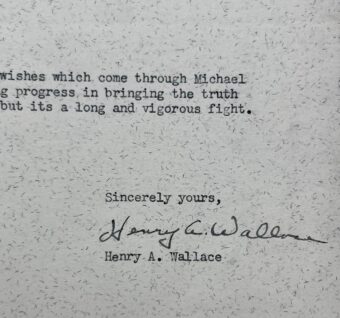 wishes which come through Michael
g progress in bringing the truth
but its a long and vigorous fight.
Sincerely yours,
Henry A. Wallace
Henry A. Wallace